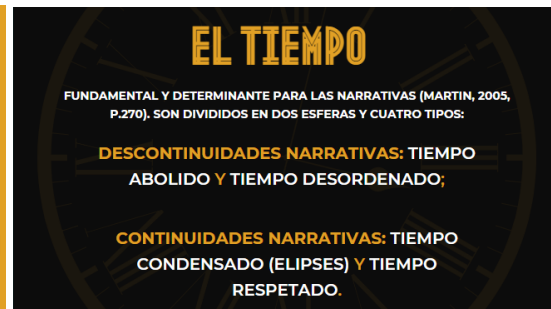 EL TIEMPO
FUNDAMENTAL Y DETERMINANTE PARA LAS NARRATIVAS (MARTIN, 2005,
P.270). SON DIVIDIDOS EN DOS ESFERAS Y CUATRO TIPOS:
DESCONTINUIDADES NARRATIVAS: TIEMPO
ABOLIDO Y TIEMPO DESORDENADO;
CONTINUIDADES NARRATIVAS: TIEMPO
CONDENSADO (ELIPSES) Y TIEMPO
RESPETADO.